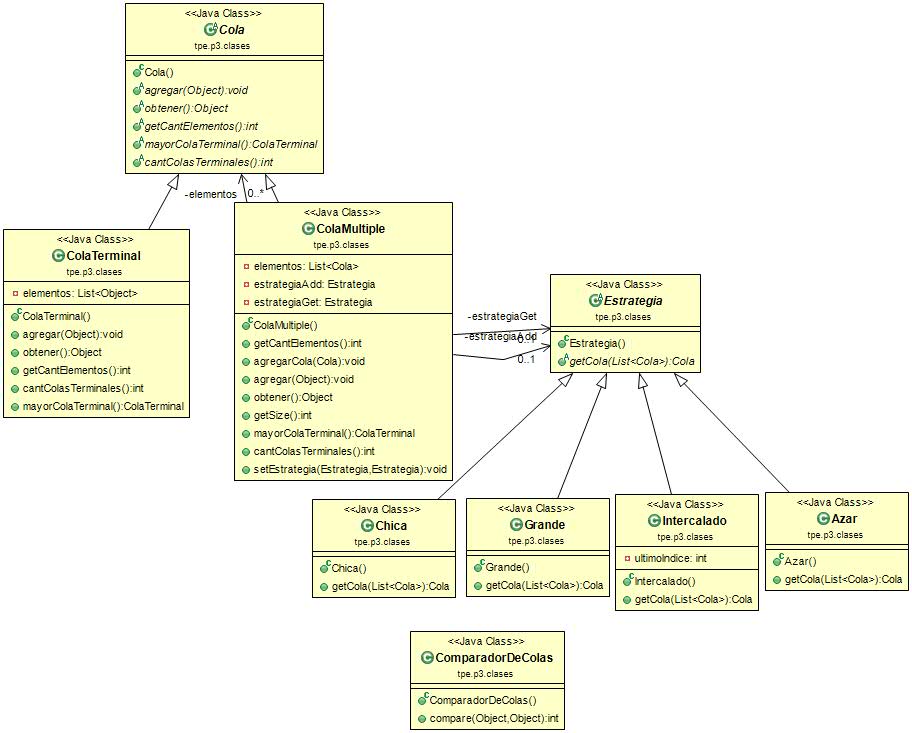 <<Java Class>>
Cola
tpe.p3.clases
Cola()
agregar(Object):void
obtener():Object
getCantElementos():int
mayorColaTerminal():ColaTerminal
cantColasTerminales():int
-elementos 0..*
<<Java Class>>
ColaTerminal
tpe.p3.clases
elementos: List<Object>
ColaTerminal()
agregar(Object):void
obtener():Object
getCantElementos():int
cantColasTerminales():int
mayorColaTerminal():ColaTerminal
<<Java Class>>
ColaMultiple
tpe.p3.clases
elementos: List<Cola>
estrategiaAdd: Estrategia
estrategiaGet: Estrategia
ColaMultiple()
getCantElementos():int
agregarCola(Cola):void
agregar(Object):void
obtener():Object
getSize():int
mayorColaTerminal():ColaTerminal
cantColasTerminales():int
setEstrategia(Estrategia,Estrategia):void
-estrategiaGet
0..1
-estrategiaAdd
0..1
<<Java Class>>
Estrategia
tpe.p3.clases
Estrategia()
getCola(List<Cola>):Cola
<<Java Class>>
Chica
tpe.p3.clases
Chica()
getCola(List<Cola>):Cola
<<Java Class>>
Grande
tpe.p3.clases
Grande()
getCola(List<Cola>):Cola
<<Java Class>>
Intercalado
tpe.p3.clases
ultimoIndice: int
Intercalado()
getCola(List<Cola>):Cola
<<Java Class>>
Azar
tpe.p3.clases
Azar()
getCola(List<Cola>):Cola
<<Java Class>>
ComparadorDeColas
tpe.p3.clases
ComparadorDeColas()
compare(Object,Object):int